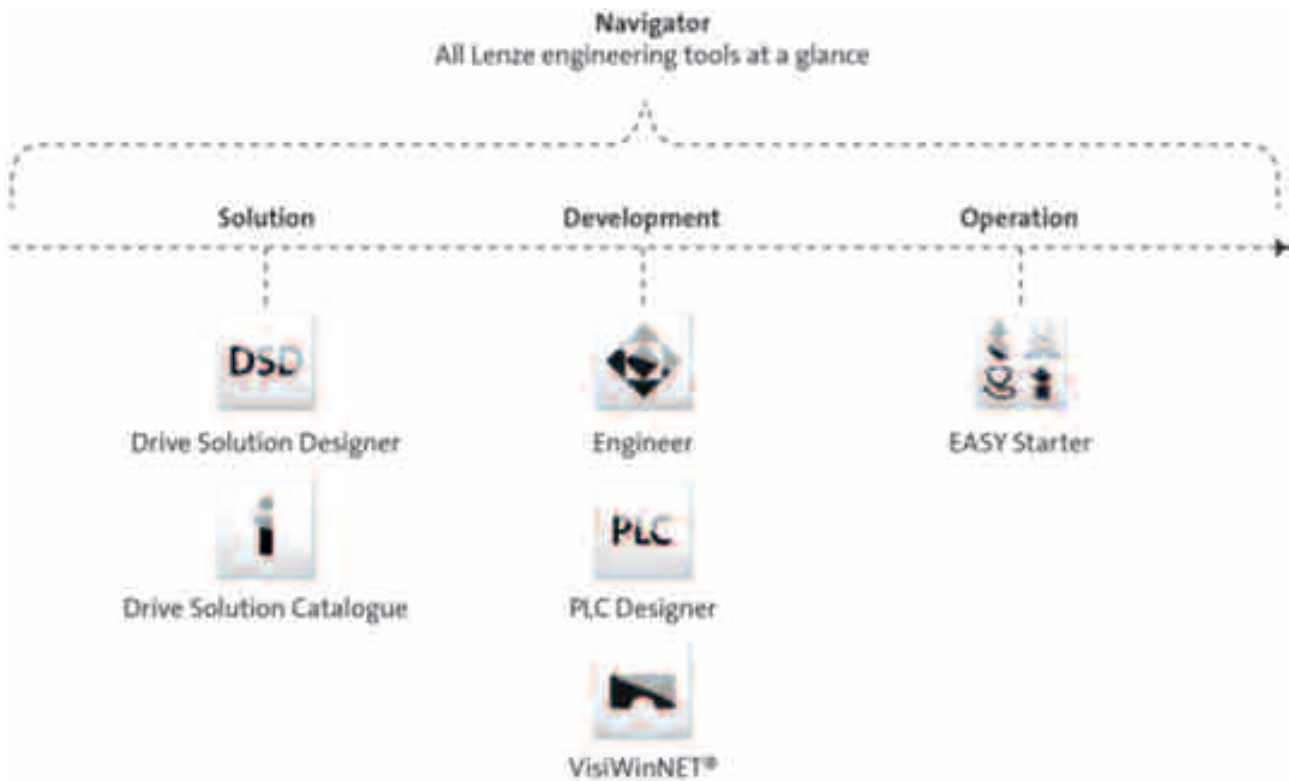 Navigator
All Lenze engineering tools at a glance
Solution
Development
Operation
DSD
Drive Solution Designer
Engineer
EASY Starter
i
Drive Solution Catalogue
PLC
PLC Designer
VisiWinNET®